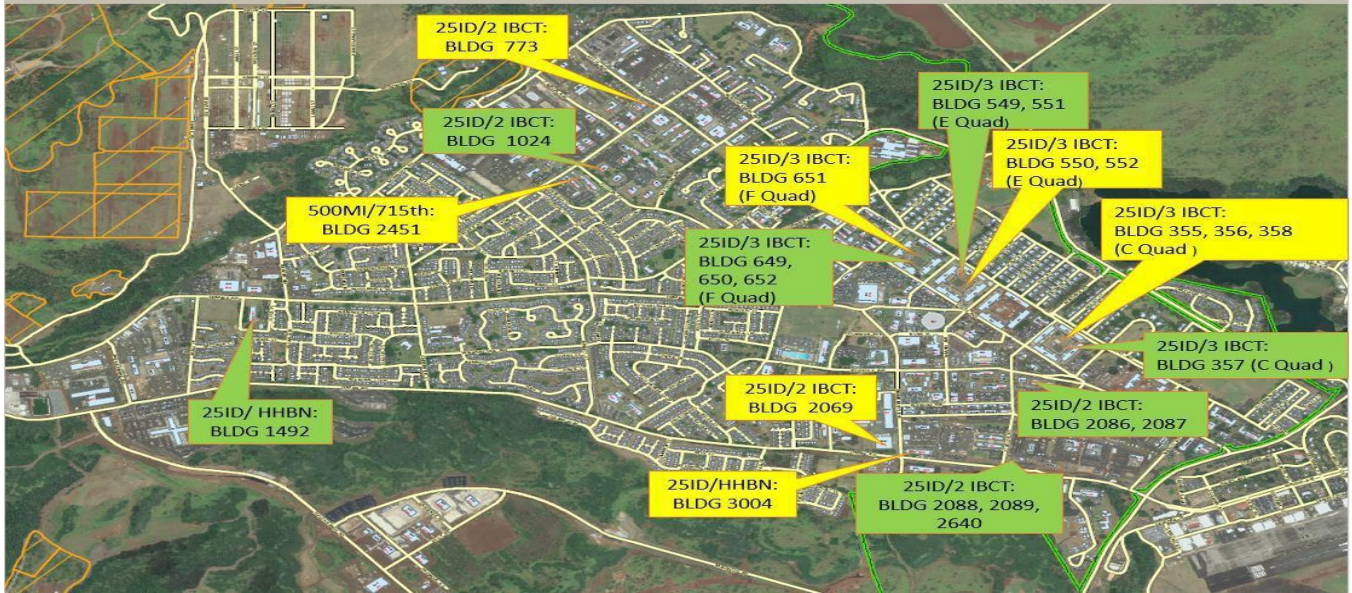 25ID/2 IBCT:
BLDG 773
25ID/3 IBCT:
BLDG 549, 551
(E Quad)
25ID/2 IBCT:
BLDG 1024
25ID/3 IBCT:
BLDG 550, 552
(E Quad)
25ID/3 IBCT:
BLDG 651
(F Quad)
500MI/715th:
BLDG 2451
25ID/3 IBCT:
BLDG 355, 356, 358
(C Quad )
25ID/3 IBCT:
BLDG 649,
650, 652
(F Quad)
25ID/3 IBCT:
BLDG 357 (C Quad )
25ID/ HHBN:
BLDG 1492
25ID/2 IBCT:
BLDG 2069
25ID/2 IBCT:
BLDG 2086, 2087
25ID/HHBN:
BLDG 3004
25ID/2 IBCT:
BLDG 2088, 2089,
2640